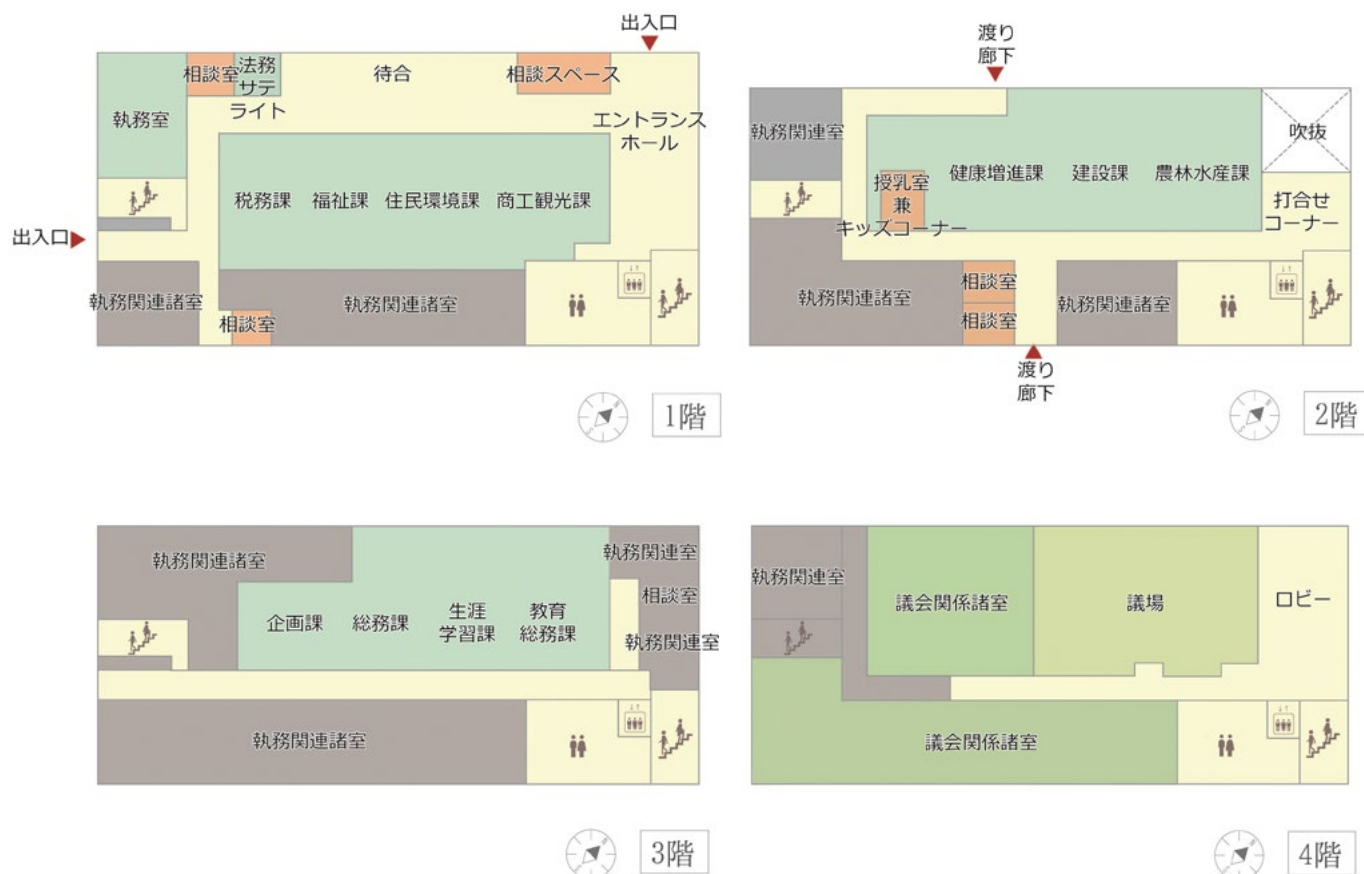 出入口
相談室
法務
サテ
ライト
待合
相談スペース
執務室
エントランス
ホール
税務課
福祉課
住民環境課
商工観光課
出入口
執務関連諸室
執務関連諸室
相談室
1階
渡り
廊下
執務関連室
吹抜
健康増進課
建設課
農林水産課
授乳室
兼
キッズコーナー
打合せ
コーナー
執務関連諸室
相談室
相談室
執務関連諸室
渡り
廊下
2階
執務関連諸室
執務関連室
相談室
企画課
総務課
生涯
学習課
教育
総務課
執務関連室
執務関連諸室
3階
執務関連室
議会関係諸室
議場
ロビー
議会関係諸室
4階